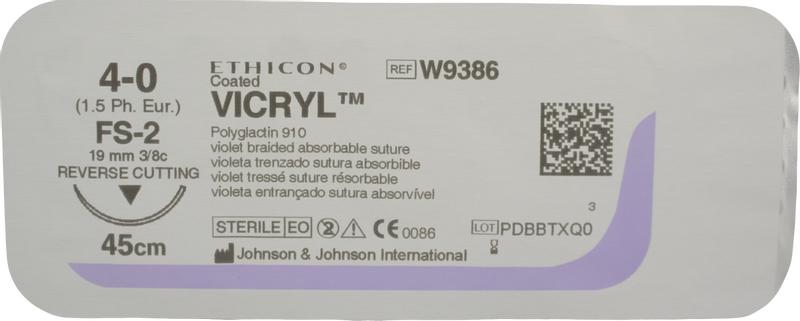 4-0
(1.5 Ph. Eur.)
FS-2
19 mm 3/8c
REVERSE CUTTING
45cm
ETHICON®
Coated
VICRYL™
Polyglactin 910
violet braided absorbable suture
violeta trenzado sutura absorbible
violet tressé suture résorbable
violeta entrançado sutura absorvível
STERILE EO 2 CE 0086
Johnson & Johnson International
REF W9386
3
LOT PDBBTXQ0